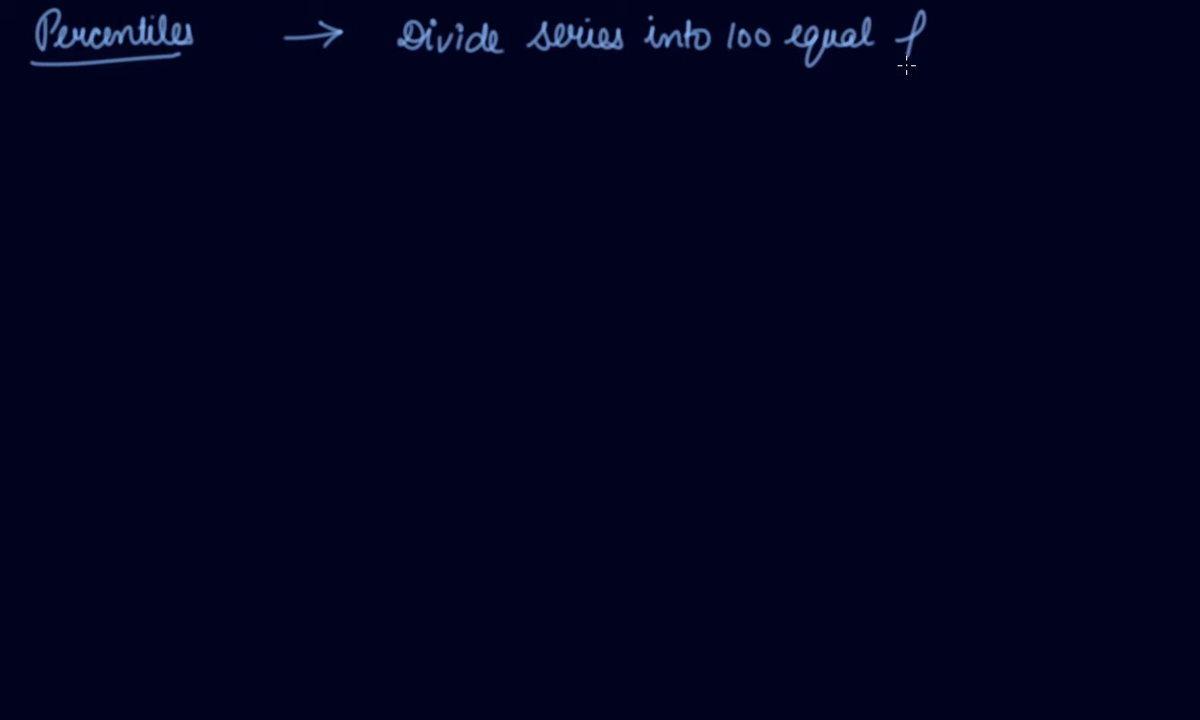 Percentiles → Divide series into 100 equal p